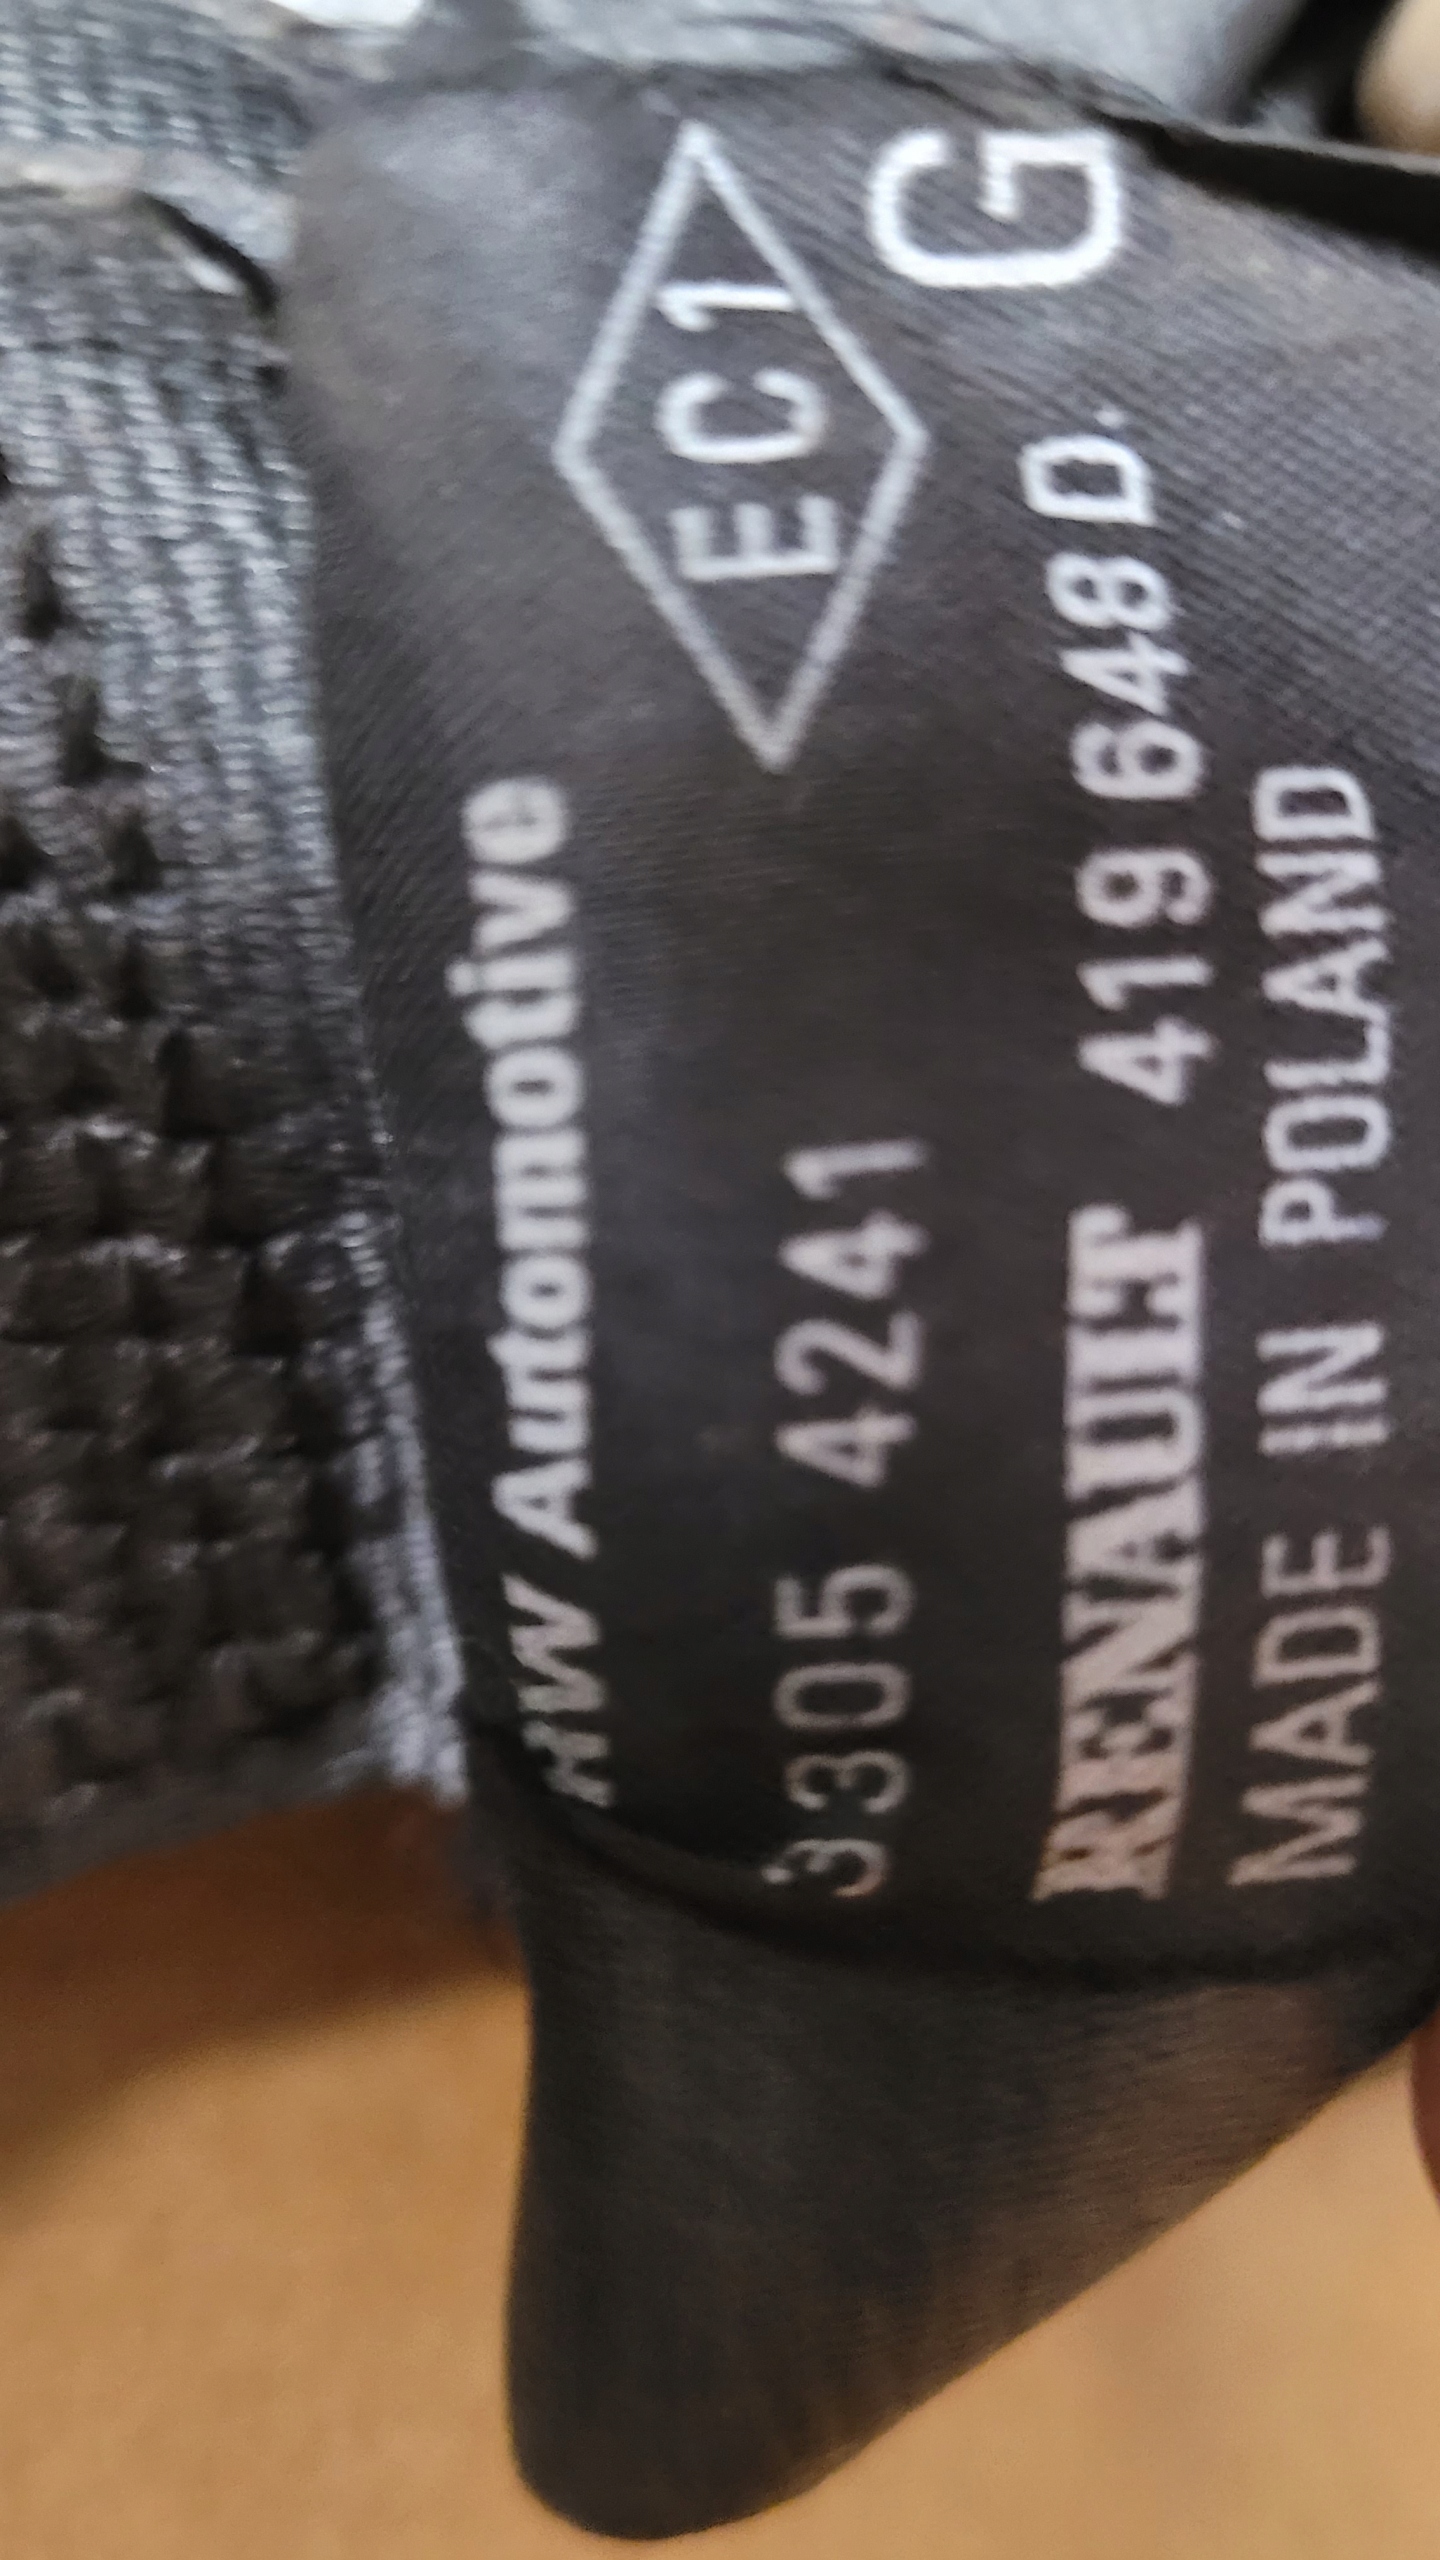 Automotive
EC1
3305 4241
G
RENAULT 419 648 D.
MADE IN POLAND